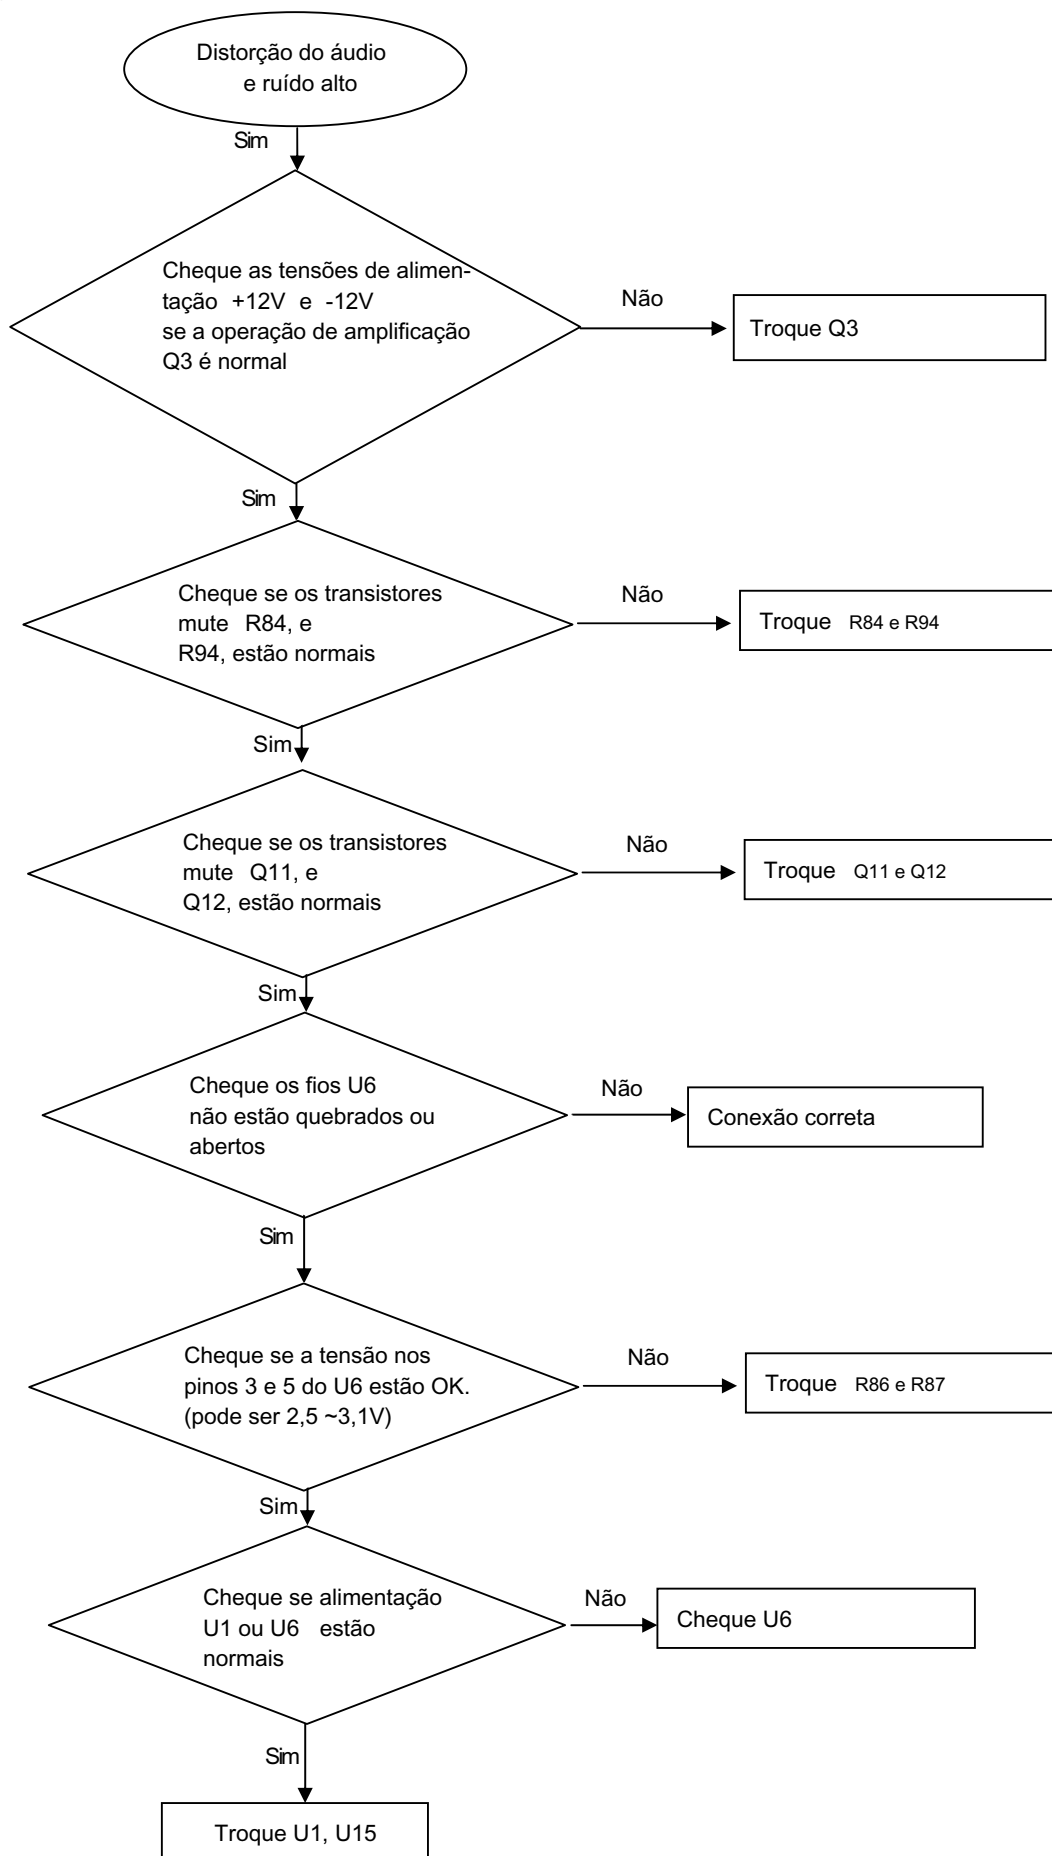 Distorção do áudio
e ruído alto
Sim
Cheque as tensões de alimen-
tação +12V e -12V
se a operação de amplificação
Q3 é normal
Não
Troque Q3
Sim
Cheque se os transistores
mute R84, e
R94, estão normais
Não
Troque R84 e R94
Sim
Cheque se os transistores
mute Q11, e
Q12, estão normais
Não
Troque Q11 e Q12
Sim
Cheque os fios U6
não estão quebrados ou
abertos
Não
Conexão correta
Sim
Cheque se a tensão nos
pinos 3 e 5 do U6 estão OK.
(pode ser 2,5 ~3,1V)
Não
Troque R86 e R87
Sim
Cheque se alimentação
U1 ou U6 estão
normais
Não
Cheque U6
Sim
Troque U1, U15